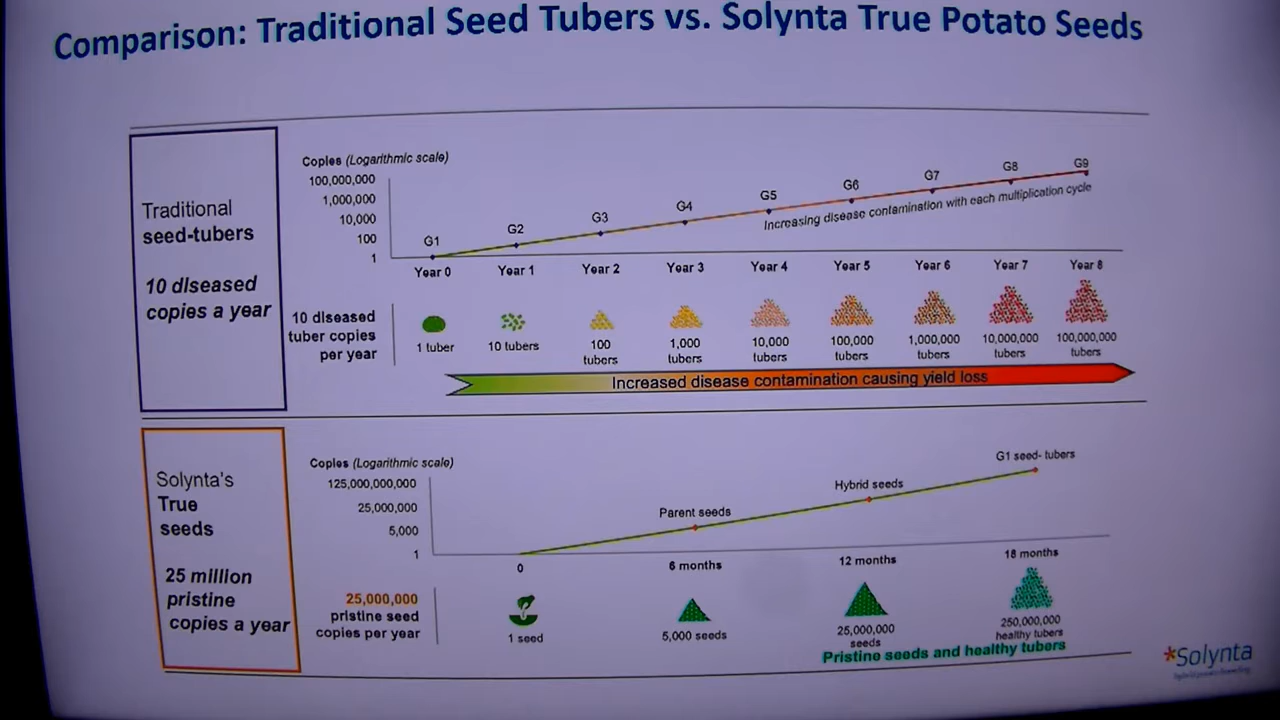 Comparison: Traditional Seed Tubers vs. Solynta True Potato Seeds
Traditional
seed-tubers
10 diseased
copies a year
Copies (Logarithmic scale)
100,000,000
1,000,000
10,000
100
1
G1
G2
G3
G4
G5
G6
G7
G8
G9
Increasing disease contamination with each multiplication cycle
Year 0
Year 1
Year 2
Year 3
Year 4
Year 5
Year 6
Year 7
Year 8
10 diseased
tuber copies
per year
1 tuber
10 tubers
100
tubers
1,000
tubers
10,000
tubers
100,000
tubers
1,000,000
tubers
10,000,000
tubers
100,000,000
tubers
Increased disease contamination causing yield loss
Solynta's
True
seeds
25 million
pristine
copies a year
Copies (Logarithmic scale)
125,000,000,000
25,000,000
5,000
1
Parent seeds
Hybrid seeds
G1 seed- tubers
0
6 months
12 months
18 months
25,000,000
pristine seed
copies per year
1 seed
5,000 seeds
25,000,000
seeds
250,000,000
healthy tubers
Pristine seeds and healthy tubers
*Solynta
hybrid potato breeding